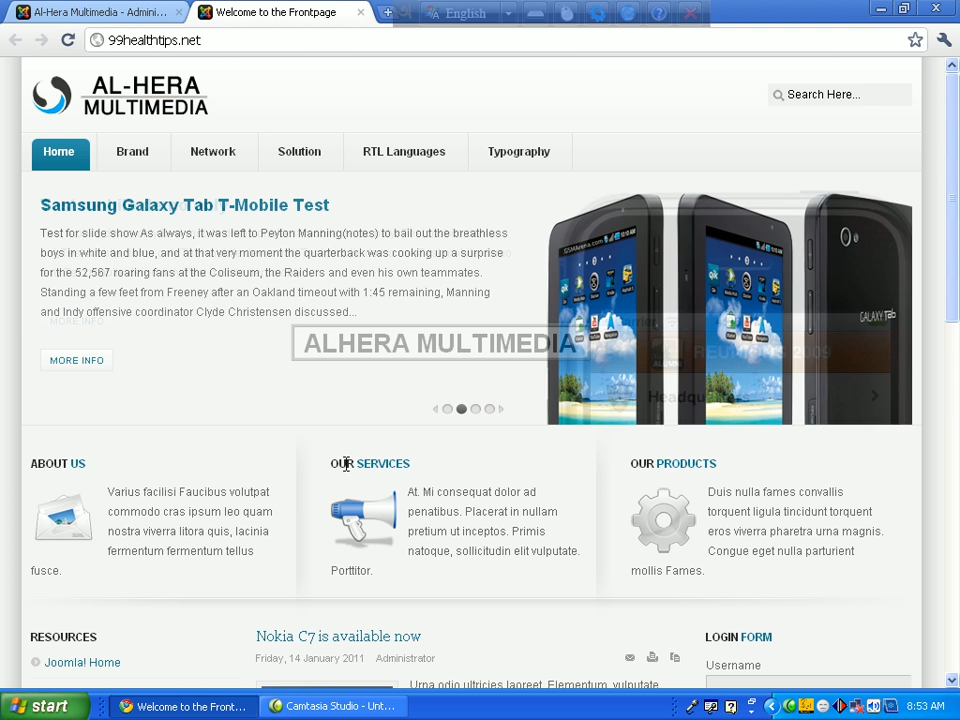 Al-Hera Multimedia - Admini...
Welcome to the Frontpage
English
99healthtips.net
AL-HERA
MULTIMEDIA
Search Here...
Home
Brand
Network
Solution
RTL Languages
Typography
Samsung Galaxy Tab T-Mobile Test
Test for slide show As always, it was left to Peyton Manning(notes) to bail out the breathless
boys in white and blue, and at that very moment the quarterback was cooking up a surprise
for the 52,567 roaring fans at the Coliseum, the Raiders and even his own teammates.
Standing a few feet from Freeney after an Oakland timeout with 1:45 remaining, Manning
and Indy offensive coordinator Clyde Christensen discussed...
MORE INFO
MORE INFO
ALHERA MULTIMEDIA
GALAXY Tab
REUNIONS 2009
Headqu
ABOUT US
OUR SERVICES
OUR PRODUCTS
Varius facilisi Faucibus volutpat
commodo cras ipsum leo quam
nostra viverra litora quis, lacinia
fermentum fermentum tellus
fusce.
At. Mi consequat dolor ad
penatibus. Placerat in nullam
pretium ut inceptos. Primis
natoque, sollicitudin elit vulputate.
Porttitor.
Duis nulla fames convallis
torquent ligula tincidunt torquent
eros viverra pharetra urna magnis.
Congue eget nulla parturient
mollis Fames.
RESOURCES
Joomla! Home
Nokia C7 is available now
Friday, 14 January 2011 Administrator
Urna odio ultricies laoreet. Elementum, vulputate
LOGIN FORM
Username
start
Welcome to the Front...
Camtasia Studio - Unt...
8:53 AM